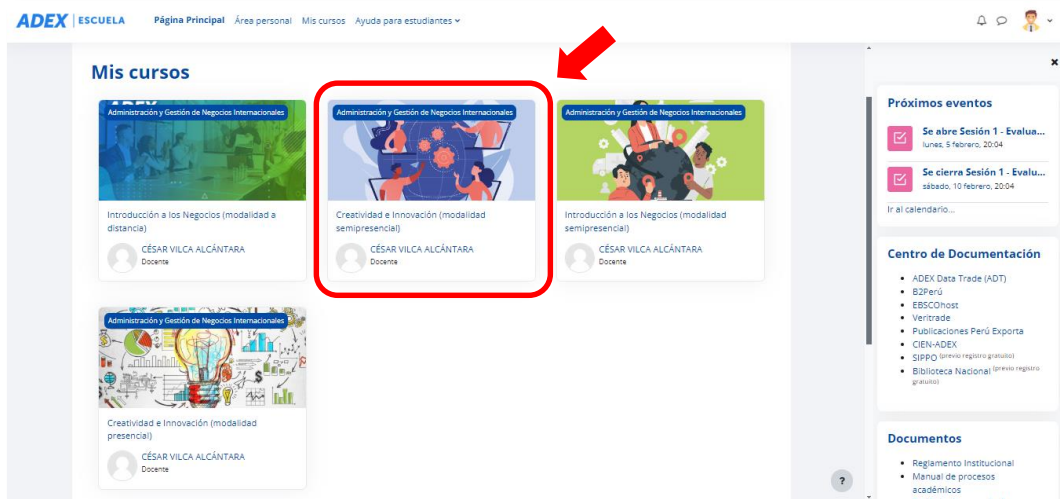 ADEX ESCUELA Página Principal Área personal Mis cursos Ayuda para estudiantes
Mis cursos
Administración y Gestión de Negocios Internacionales
Introducción a los Negocios (modalidad a
distancia)
CÉSAR VILCA ALCÁNTARA
Docente
Administración y Gestión de Negocios Internacionales
Creatividad e Innovación (modalidad
semipresencial)
CÉSAR VILCA ALCÁNTARA
Docente
Administración y Gestión de Negocios Internacionales
Introducción a los Negocios (modalidad
semipresencial)
CÉSAR VILCA ALCÁNTARA
Docente
Administración y Gestión de Negocios Internacionales
Creatividad e Innovación (modalidad
presencial)
CÉSAR VILCA ALCÁNTARA
Docente
Próximos eventos
Se abre Sesión 1 - Evalua...
lunes, 5 febrero, 20:04
Se cierra Sesión 1 - Evalu...
sábado, 10 febrero, 20:04
Ir al calendario...
Centro de Documentación
ADEX Data Trade (ADT)
B2Perú
EBSCOhost
Veritrade
Publicaciones Perú Exporta
CIEN-ADEX
SIPPO (previo registro gratuito)
Biblioteca Nacional (previo registro
gratuito)
Documentos
Reglamento Institucional
Manual de procesos
académicos
?